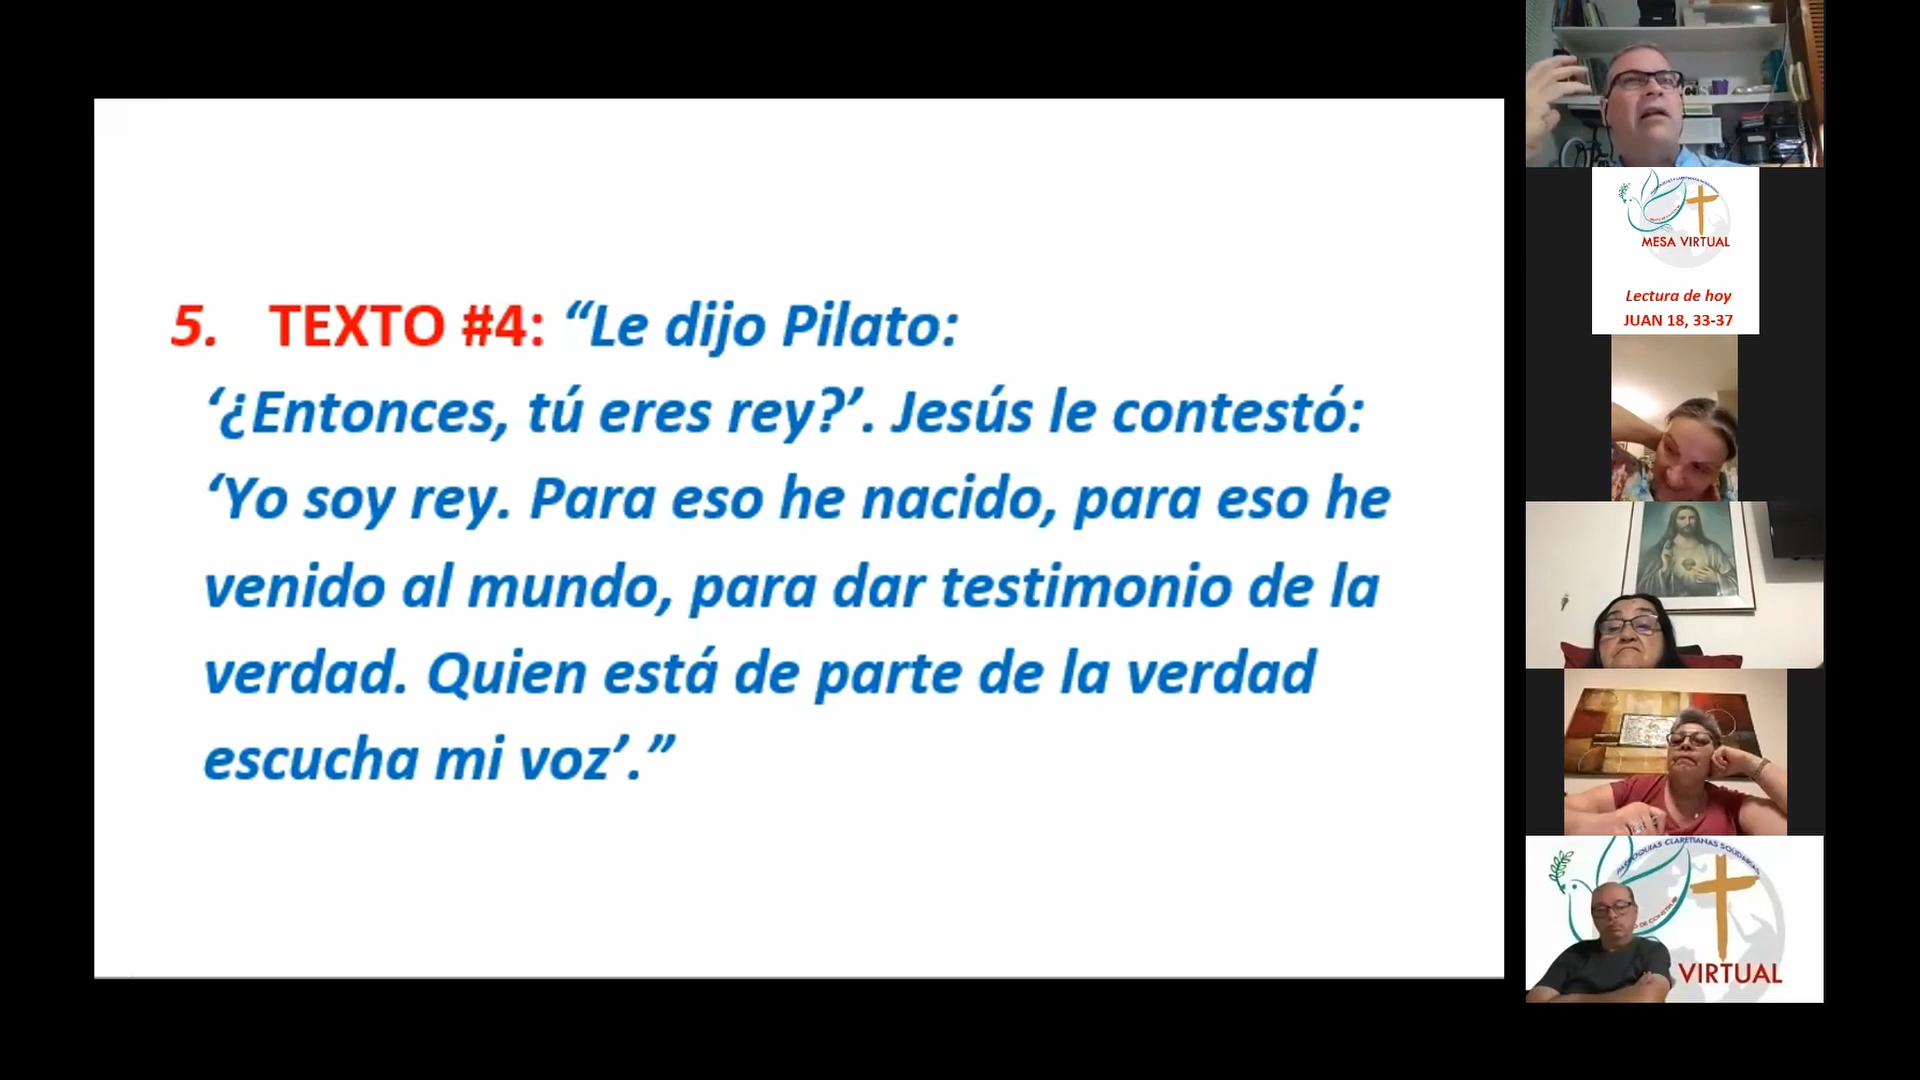 5. TEXTO #4: “Le dijo Pilato:
‘¿Entonces, tú eres rey?’. Jesús le contestó:
‘Yo soy rey. Para eso he nacido, para eso he
venido al mundo, para dar testimonio de la
verdad. Quien está de parte de la verdad
escucha mi voz’.”
MESA VIRTUAL
Lectura de hoy
JUAN 18, 33-37
CLARETIANAS SOLIDARIAS
VIRTUAL